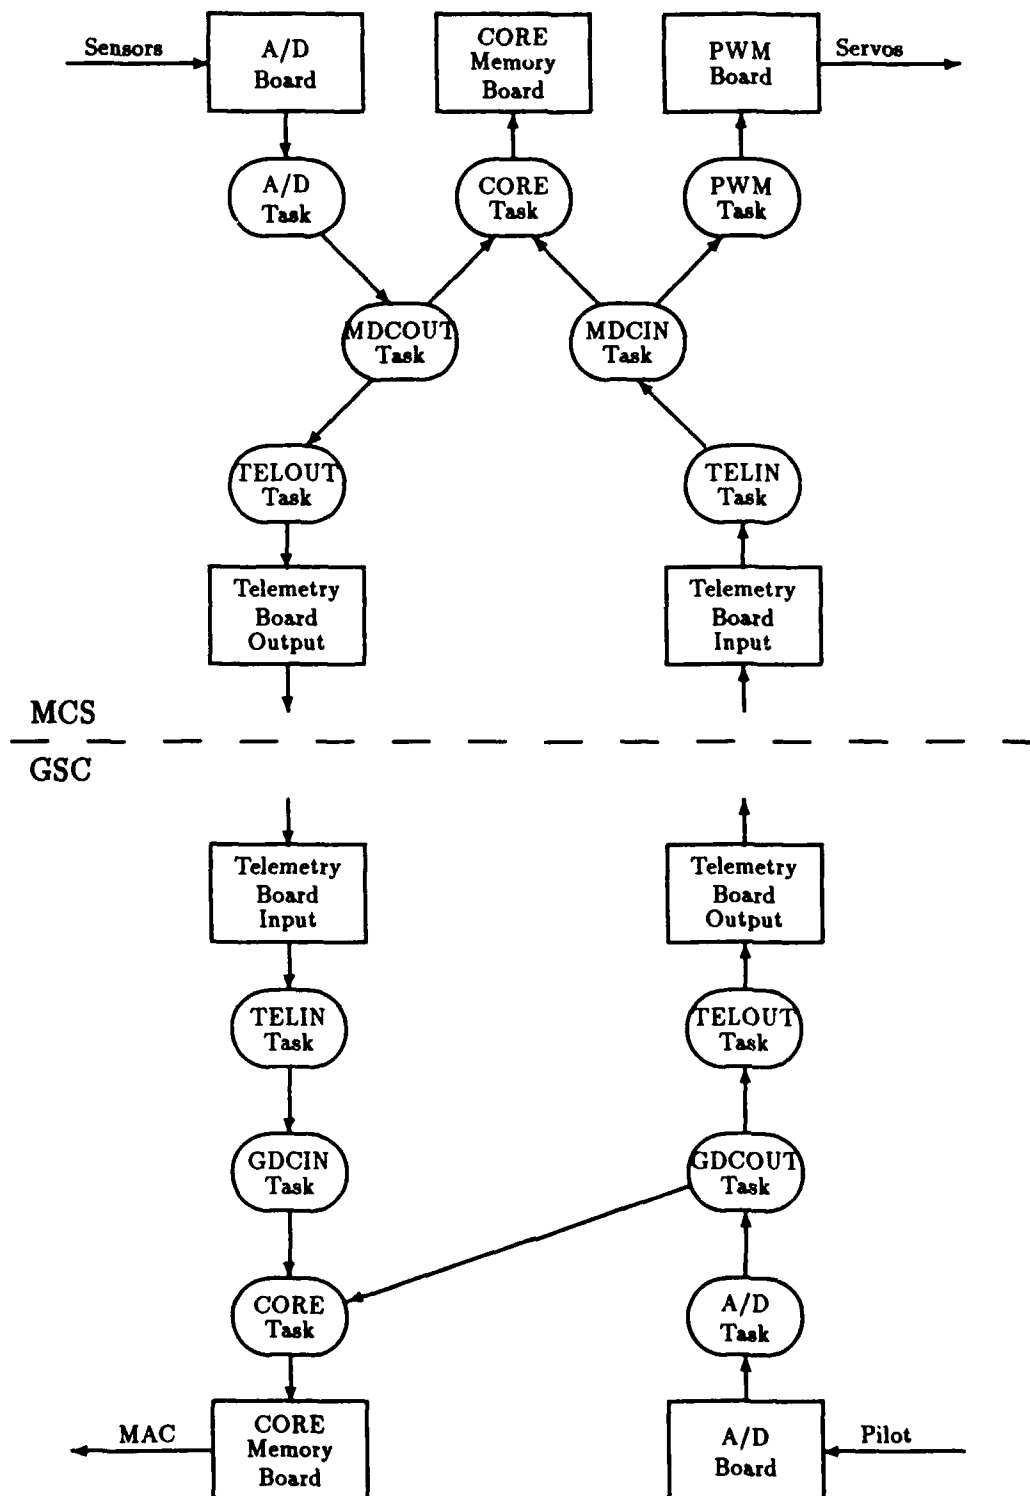 Sensors
A/D
Board
CORE
Memory
Board
PWM
Board
Servos
A/D
Task
CORE
Task
PWM
Task
MDCOUT
Task
MDCIN
Task
TELOUT
Task
TELIN
Task
Telemetry
Board
Output
Telemetry
Board
Input
MCS
GSC
Telemetry
Board
Input
Telemetry
Board
Output
TELIN
Task
TELOUT
Task
GDCIN
Task
GDCOUT
Task
CORE
Task
A/D
Task
MAC
CORE
Memory
Board
A/D
Board
Pilot